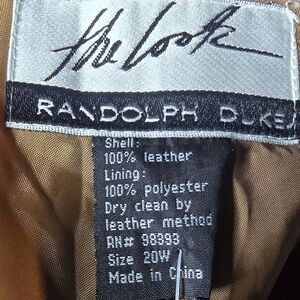 the Look
RANDOLPH DUKE
Shell:
100% leather
Lining:
100% polyester
Dry clean by
leather method
RN# 98393
Size 20W
Made in China